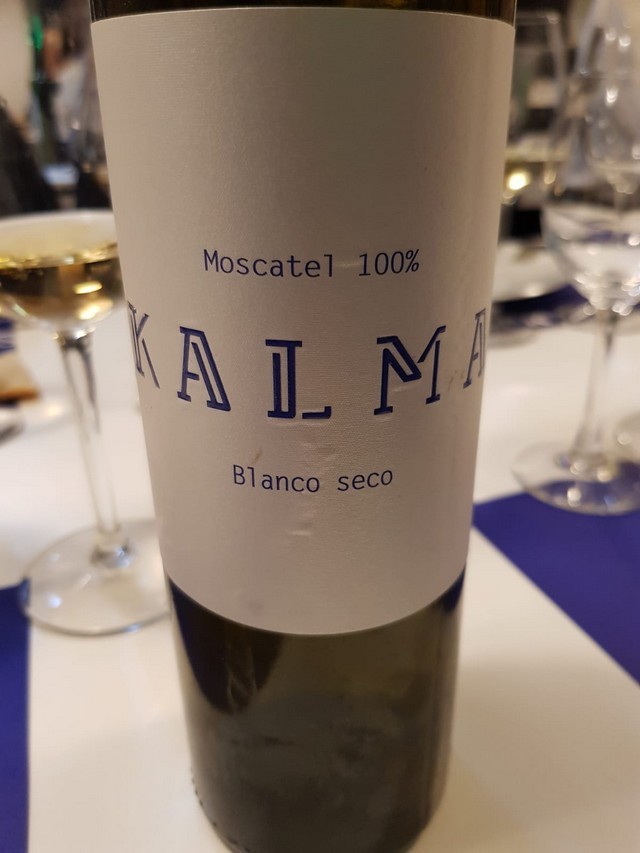 Moscatel 100%
KALMA
Blanco seco